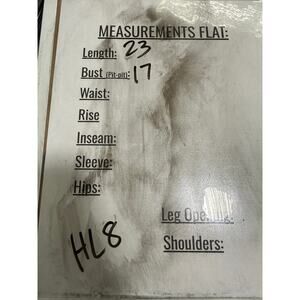 MEASUREMENTS FLAT:
Length: 23
Bust (Pit-pit): 17
Waist:
Rise
Inseam:
Sleeve:
Hips:
Leg Opening:
Shoulders:
HL8